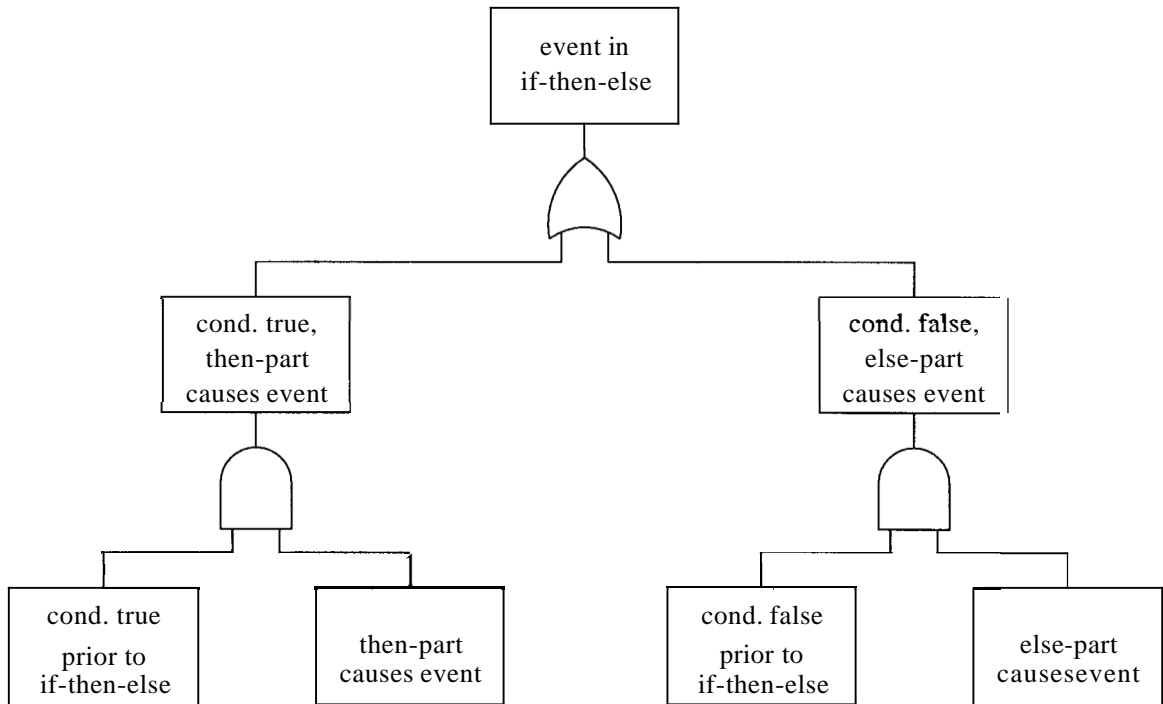 event in
if-then-else
cond. true,
then-part
causes event
cond. false,
else-part
causes event
cond. true
prior to
if-then-else
then-part
causes event
cond. false
prior to
if-then-else
else-part
causesevent